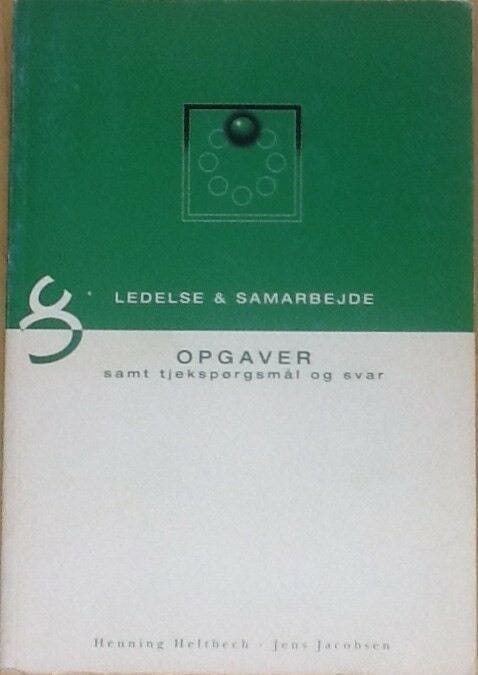 LEDELSE & SAMARBEJDE
OPGAVER
samt tjekspørgsmål og svar
Henning Heltbech · Jens Jacobsen